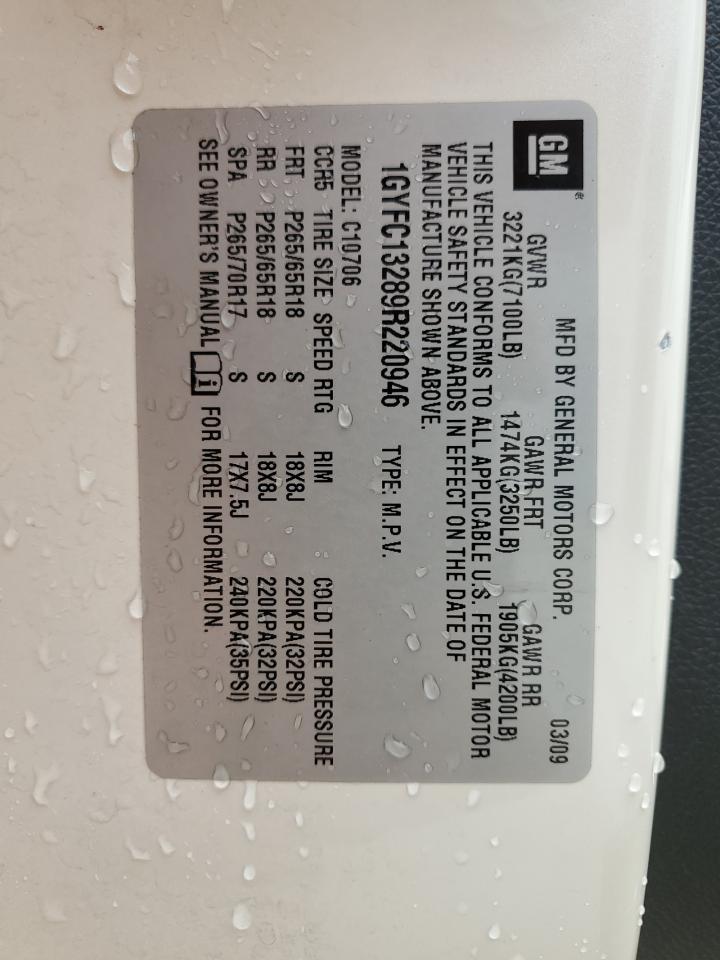 GM®
MFD BY GENERAL MOTORS CORP. 03/09
GVWR GAWR FRT GAWR RR
3221KG(7100LB) 1474KG(3250LB) 1905KG(4200LB)
THIS VEHICLE CONFORMS TO ALL APPLICABLE U.S. FEDERAL MOTOR
VEHICLE SAFETY STANDARDS IN EFFECT ON THE DATE OF
MANUFACTURE SHOWN ABOVE.
1GYFC13289R220946 TYPE: M.P.V.
MODEL: C10706
CCR5 TIRE SIZE SPEED RTG RIM COLD TIRE PRESSURE
FRT P265/65R18 S 18X8J 220KPA(32PSI)
RR P265/65R18 S 18X8J 220KPA(32PSI)
SPA P265/70R17 S 17X7.5J 240KPA(35PSI)
SEE OWNER'S MANUAL i FOR MORE INFORMATION.